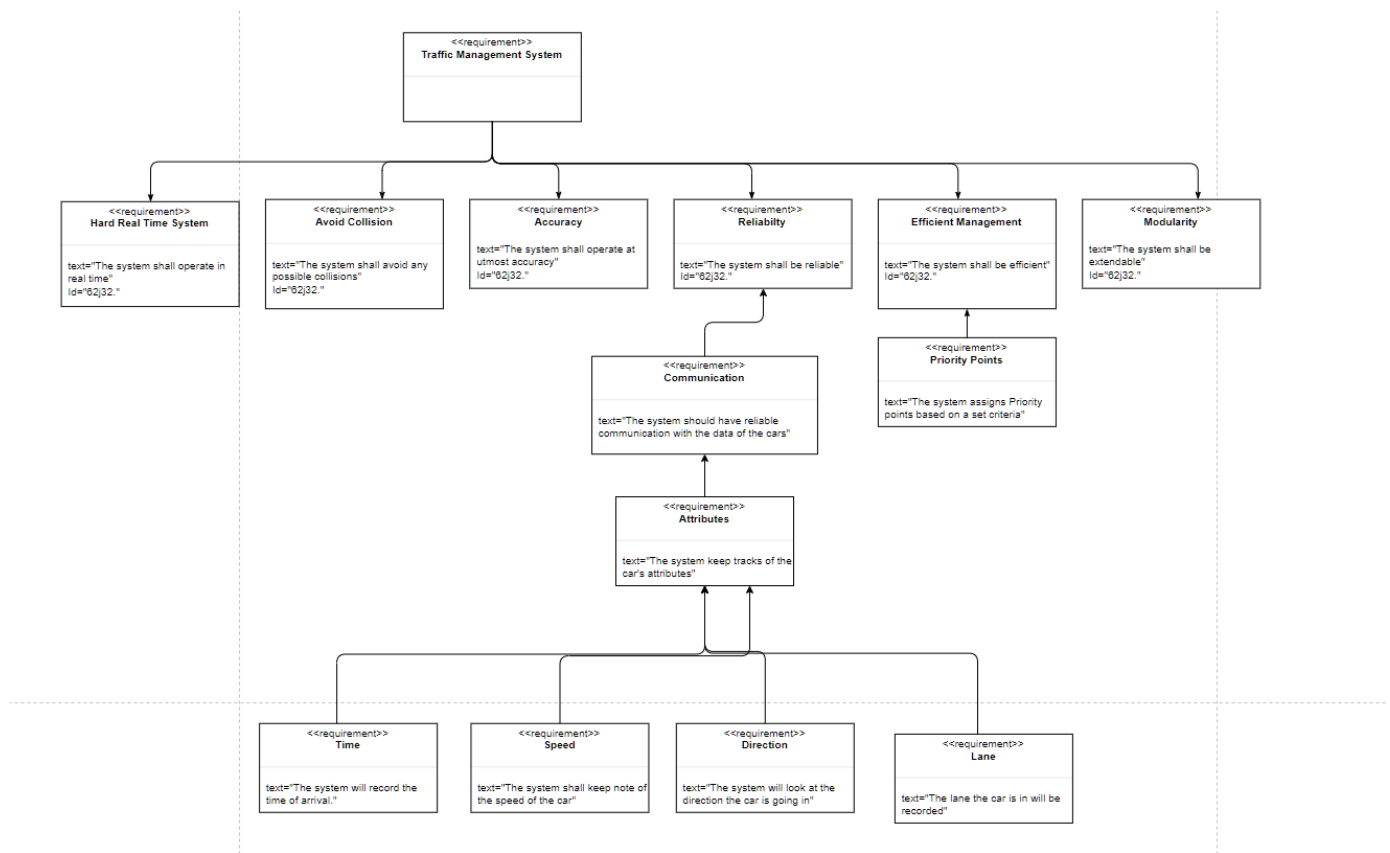 <<requirement>>
Traffic Management System
<<requirement>>
Hard Real Time System
text="The system shall operate in
real time"
Id="62j32."
<<requirement>>
Avoid Collision
text="The system shall avoid any
possible collisions"
Id="62j32."
<<requirement>>
Accuracy
text="The system shall operate at
utmost accuracy"
Id="62j32."
<<requirement>>
Reliabilty
text="The system shall be reliable"
Id="62j32."
<<requirement>>
Efficient Management
text="The system shall be efficient"
Id="62j32."
<<requirement>>
Modularity
text="The system shall be
extendable"
Id="62j32."
<<requirement>>
Communication
text="The system should have reliable
communication with the data of the cars"
<<requirement>>
Priority Points
text="The system assigns Priority
points based on a set criteria"
<<requirement>>
Attributes
text="The system keep tracks of the
car's attributes"
<<requirement>>
Time
text="The system will record the
time of arrival."
<<requirement>>
Speed
text="The system shall keep note of
the speed of the car"
<<requirement>>
Direction
text="The system will look at the
direction the car is going in"
<<requirement>>
Lane
text="The lane the car is in will be
recorded"